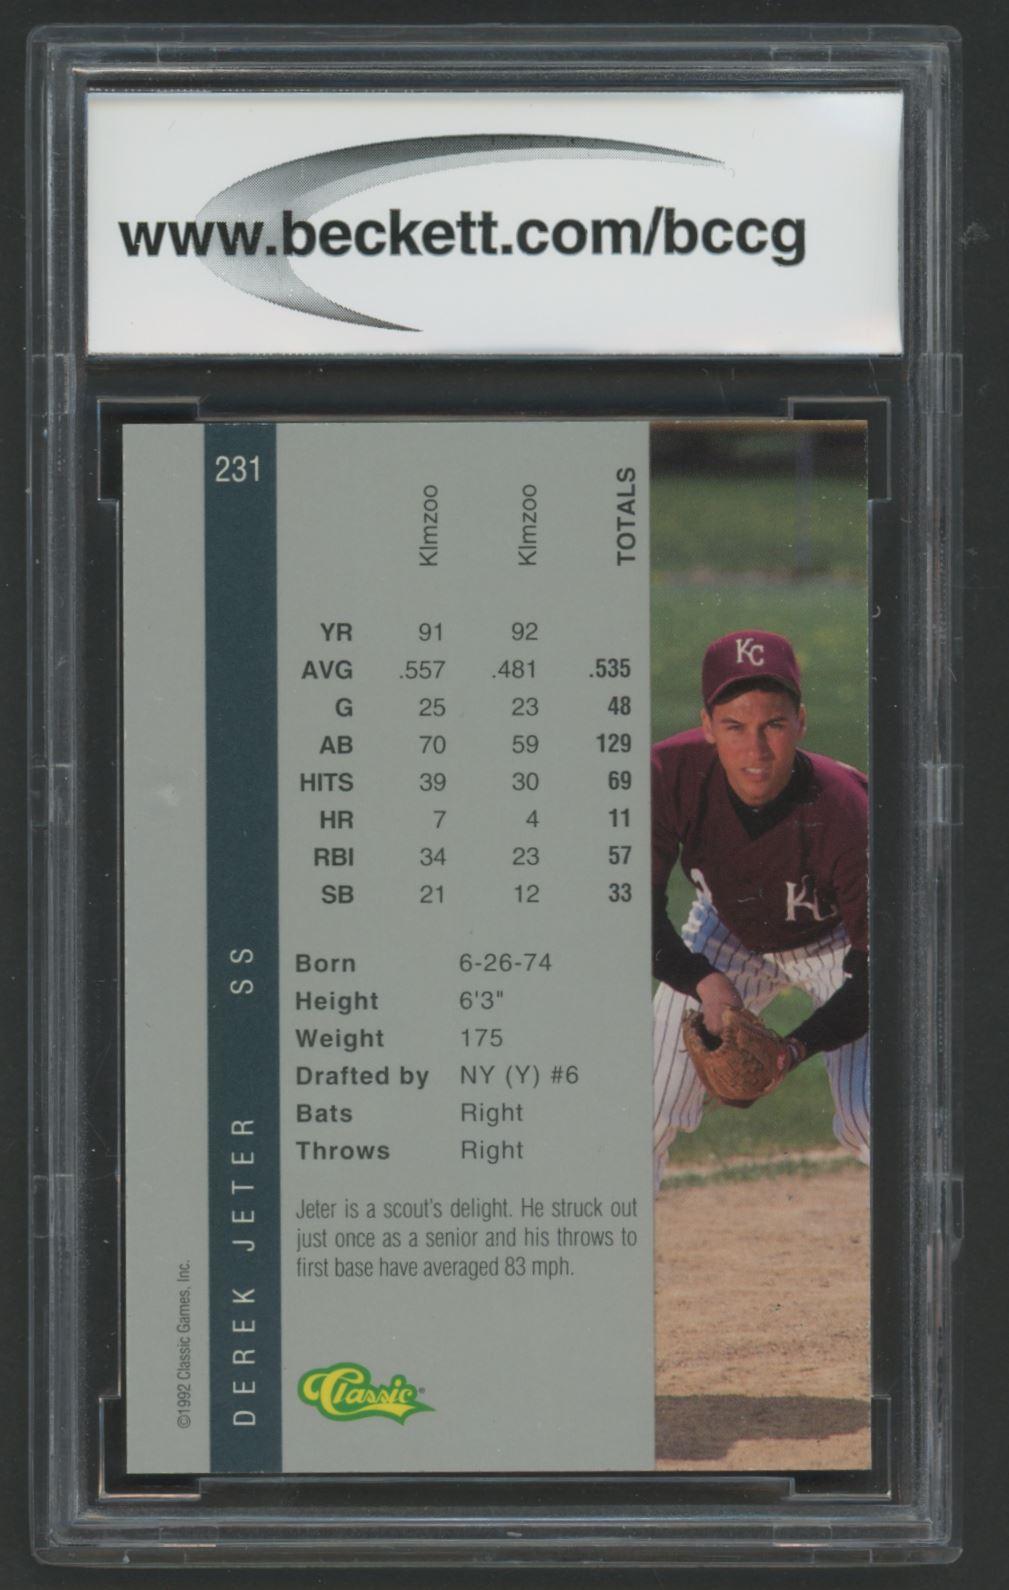 www.beckett.com/bccg
231
Klmzoo Klmzoo TOTALS
YR 91 92
AVG .557 .481 .535
G 25 23 48
AB 70 59 129
HITS 39 30 69
HR 7 4 11
RBI 34 23 57
SB 21 12 33
Born 6-26-74
Height 6'3"
Weight 175
Drafted by NY (Y) #6
Bats Right
Throws Right
Jeter is a scout's delight. He struck out
just once as a senior and his throws to
first base have averaged 83 mph.
Classic®
DEREK JETER SS
©1992 Classic Games, Inc.
KC
KC